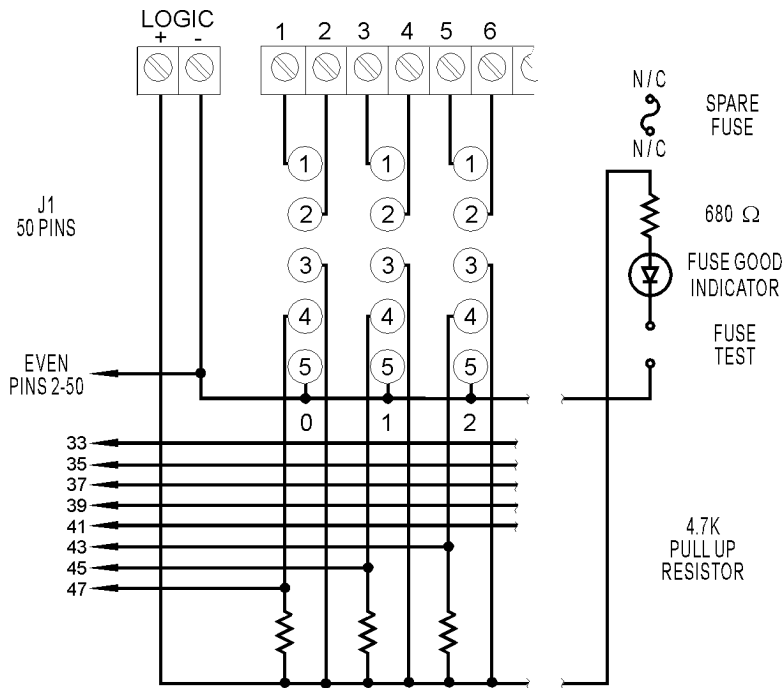 LOGIC
+ -
1 2 3 4 5 6
N/C
SPARE
FUSE
N/C
1 1 1
J1
50 PINS
2 2 2
680 Ω
3 3 3
FUSE GOOD
INDICATOR
4 4 4
FUSE
TEST
EVEN
PINS 2-50
5 5 5
0 1 2
33
35
37
39
41
43
45
47
4.7K
PULL UP
RESISTOR